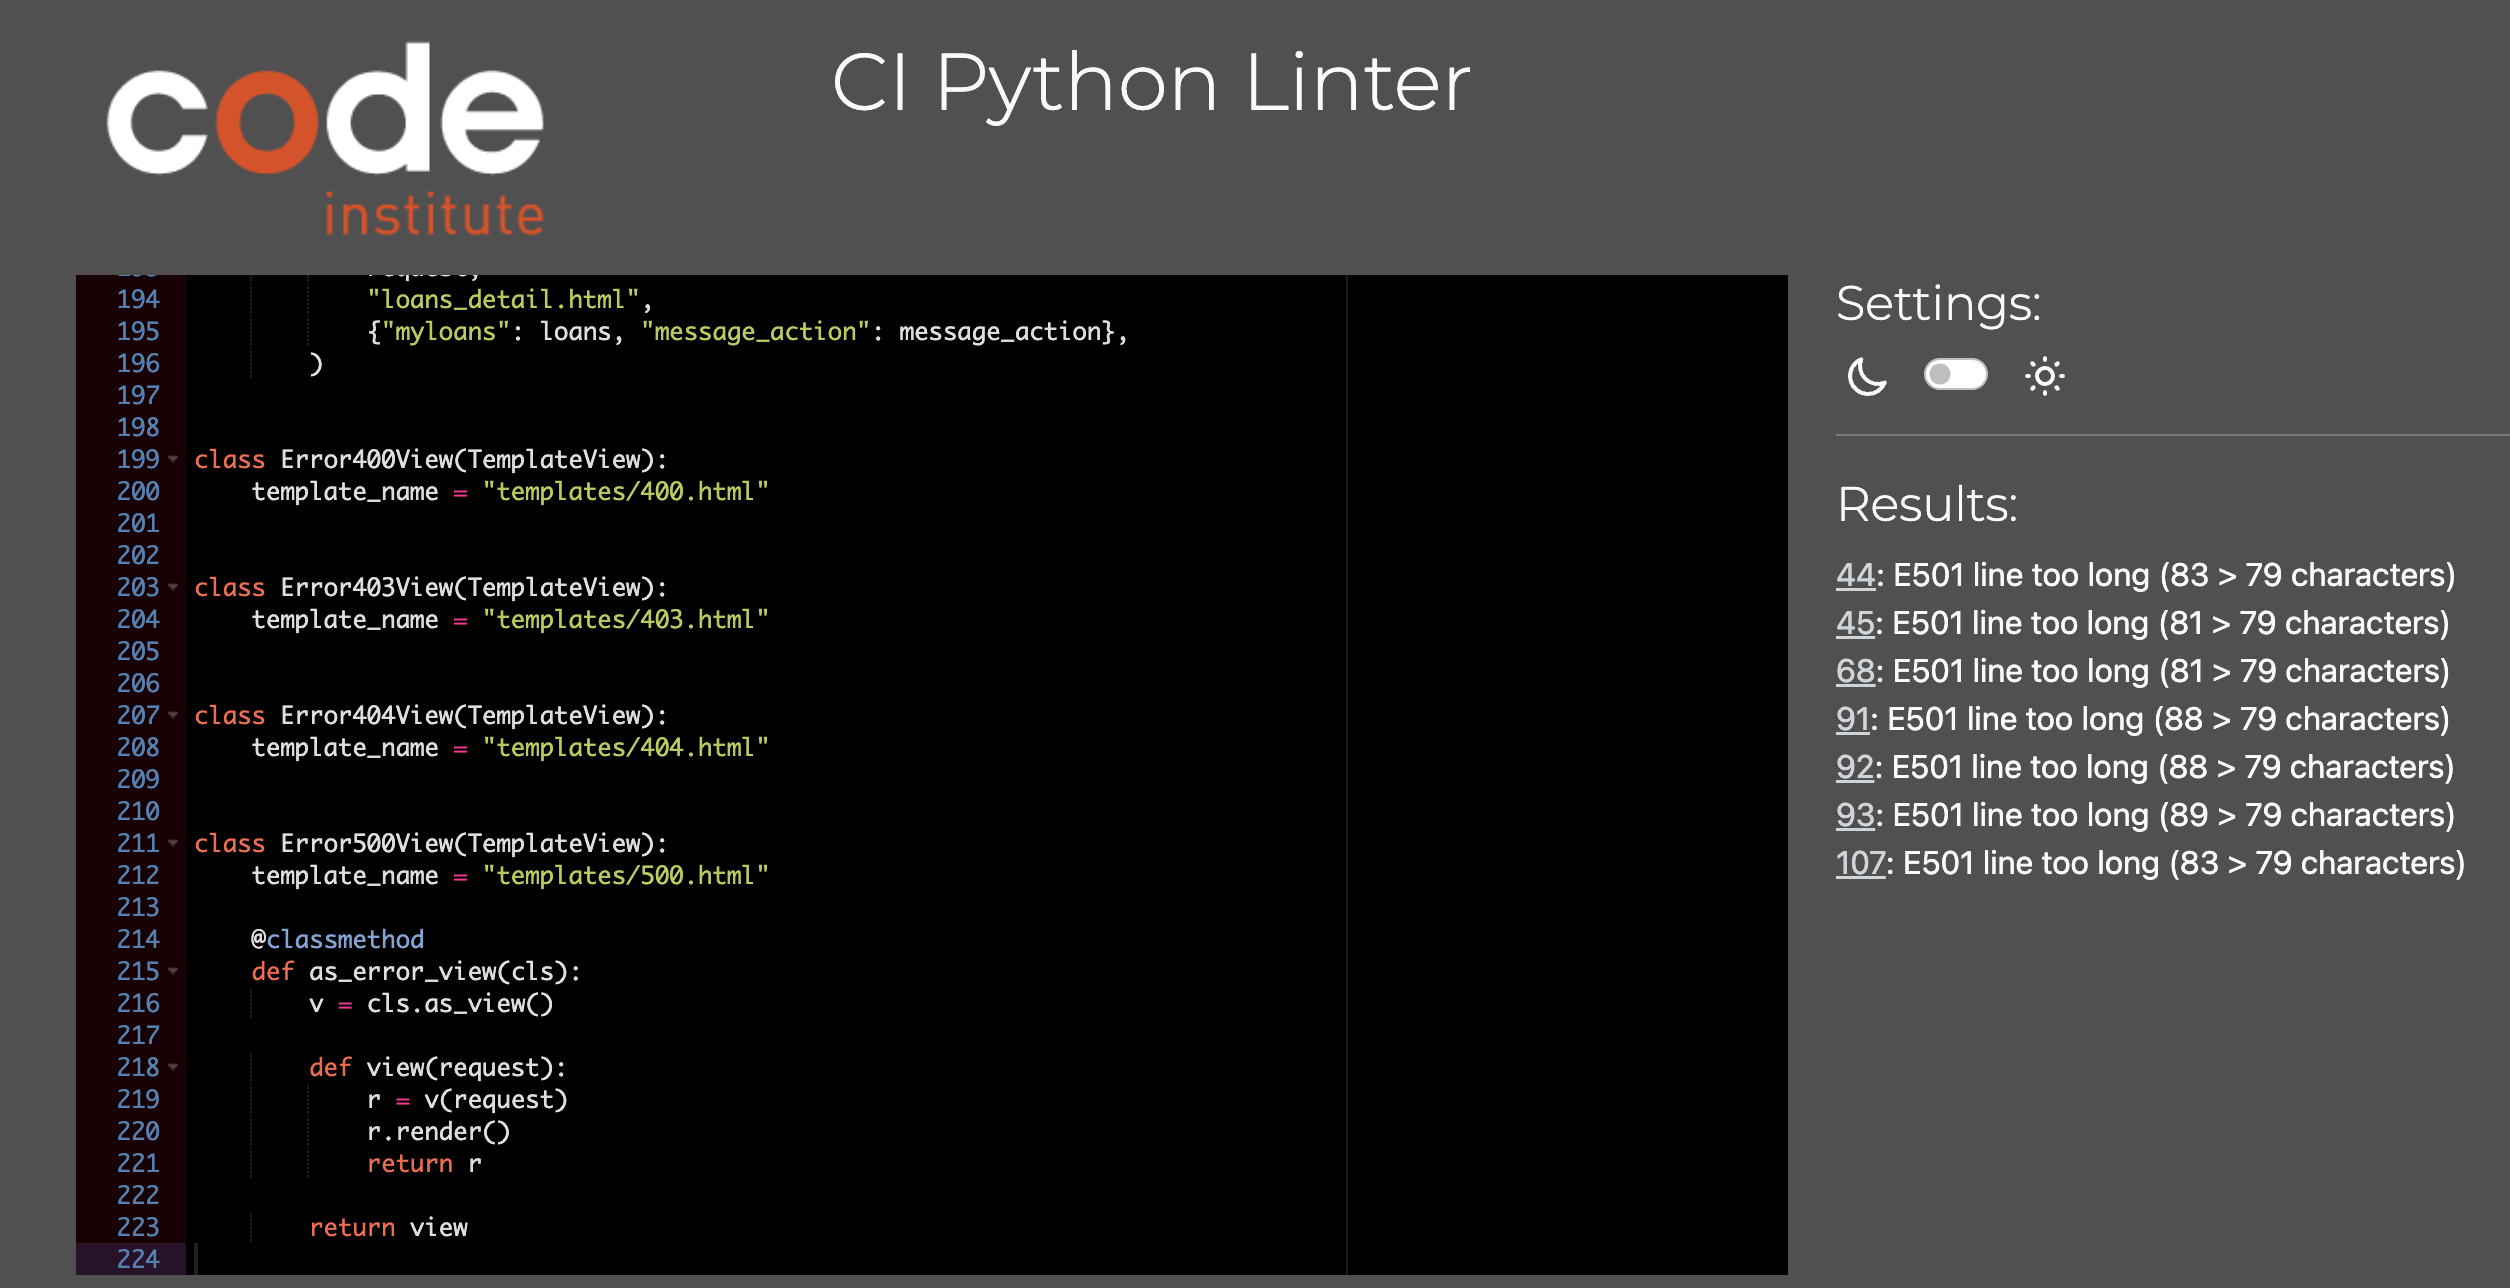 code
institute
CI Python Linter
194 "loans_detail.html",
195 {"myloans": loans, "message_action": message_action},
196 )
197
198
199 class Error400View(TemplateView):
200 template_name = "templates/400.html"
201
202
203 class Error403View(TemplateView):
204 template_name = "templates/403.html"
205
206
207 class Error404View(TemplateView):
208 template_name = "templates/404.html"
209
210
211 class Error500View(TemplateView):
212 template_name = "templates/500.html"
213
214 @classmethod
215 def as_error_view(cls):
216 v = cls.as_view()
217
218 def view(request):
219 r = v(request)
220 r.render()
221 return r
222
223 return view
224
Settings:
Results:
44: E501 line too long (83 > 79 characters)
45: E501 line too long (81 > 79 characters)
68: E501 line too long (81 > 79 characters)
91: E501 line too long (88 > 79 characters)
92: E501 line too long (88 > 79 characters)
93: E501 line too long (89 > 79 characters)
107: E501 line too long (83 > 79 characters)